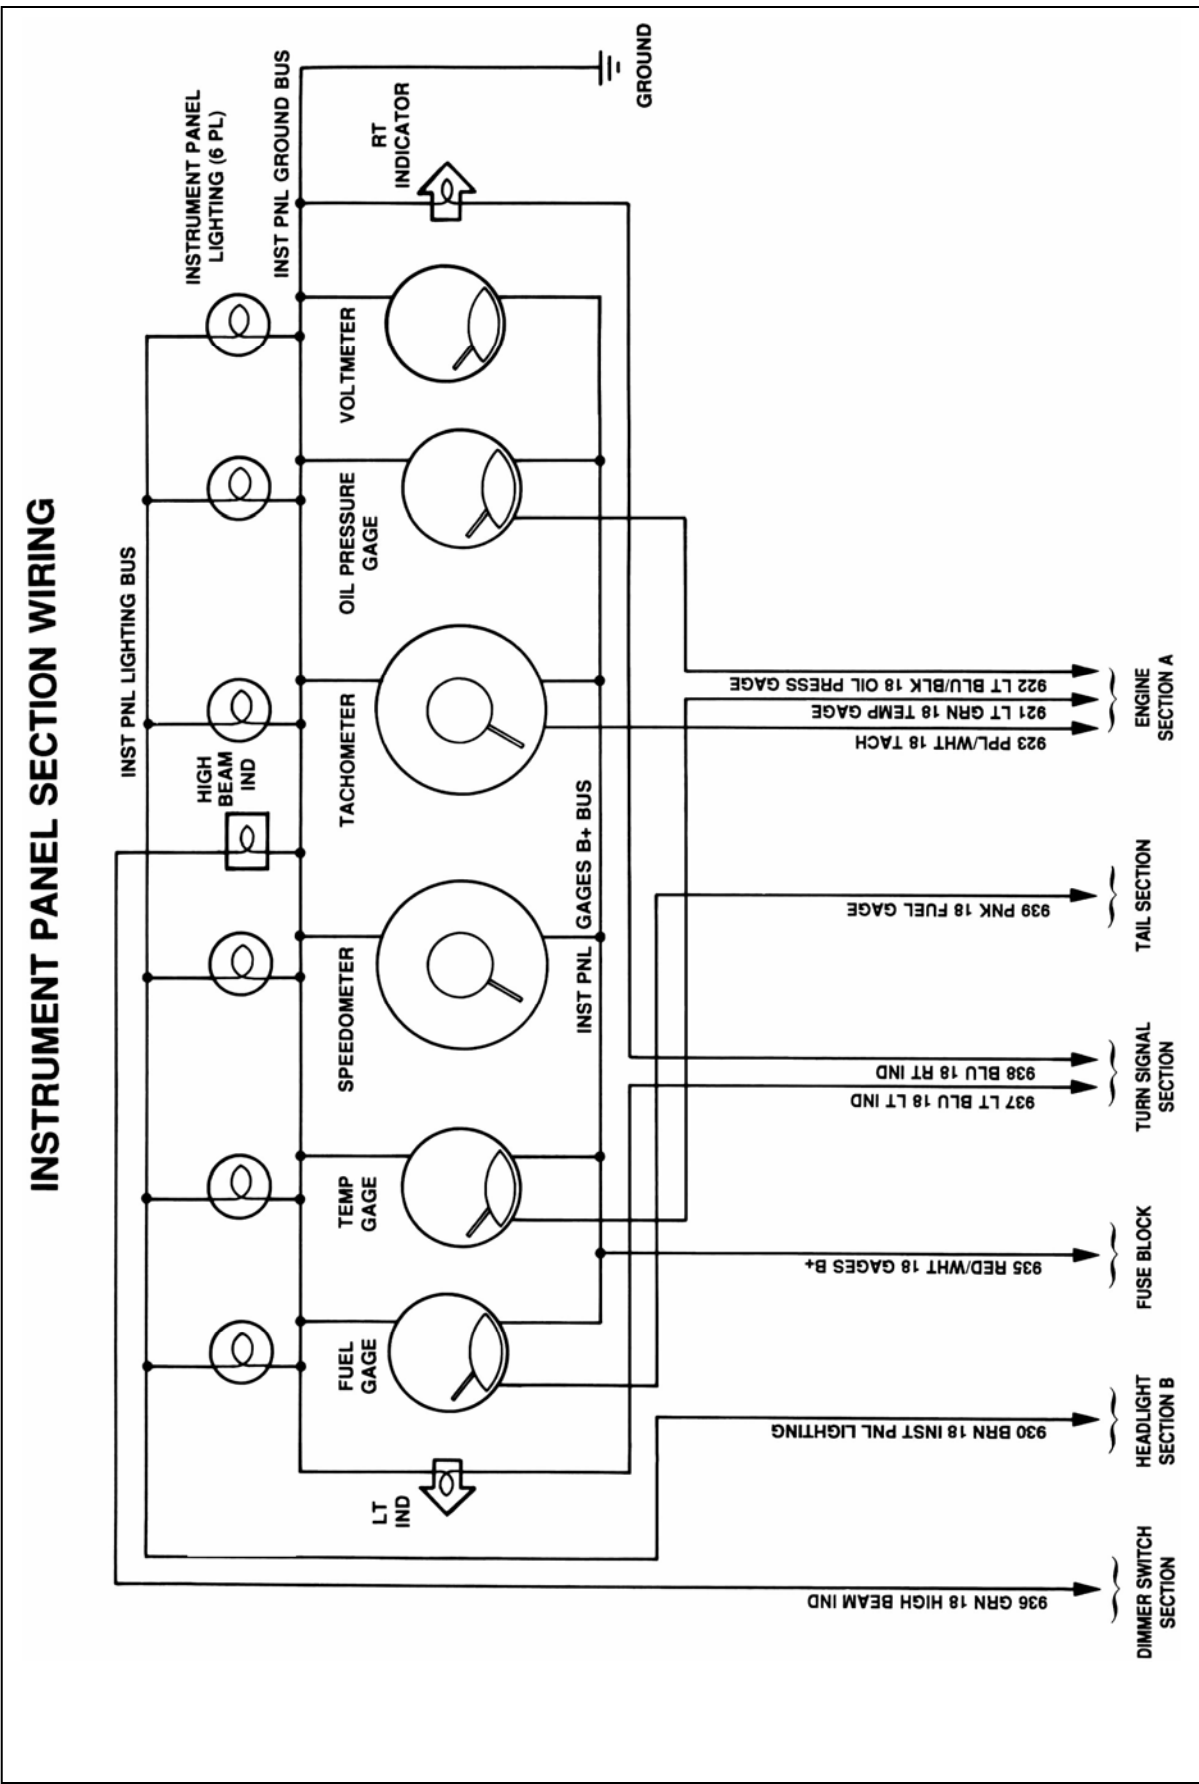 INSTRUMENT PANEL SECTION WIRING
INST PNL LIGHTING BUS
INSTRUMENT PANEL
LIGHTING (6 PL)
HIGH
BEAM
IND
INST PNL GROUND BUS
LT
IND
FUEL
GAGE
TEMP
GAGE
SPEEDOMETER
TACHOMETER
OIL PRESSURE
GAGE
VOLTMETER
RT
INDICATOR
INST PNL GAGES B+ BUS
GROUND
936 GRN 18 HIGH BEAM IND
930 BRN 18 INST PNL LIGHTING
935 RED/WHT 18 GAGES B+
937 LT BLU 18 LT IND
938 BLU 18 RT IND
939 PNK 18 FUEL GAGE
923 PPL/WHT 18 TACH
921 LT GRN 18 TEMP GAGE
922 LT BLU/BLK 18 OIL PRESS GAGE
DIMMER SWITCH
SECTION
HEADLIGHT
SECTION B
FUSE BLOCK
TURN SIGNAL
SECTION
TAIL SECTION
ENGINE
SECTION A